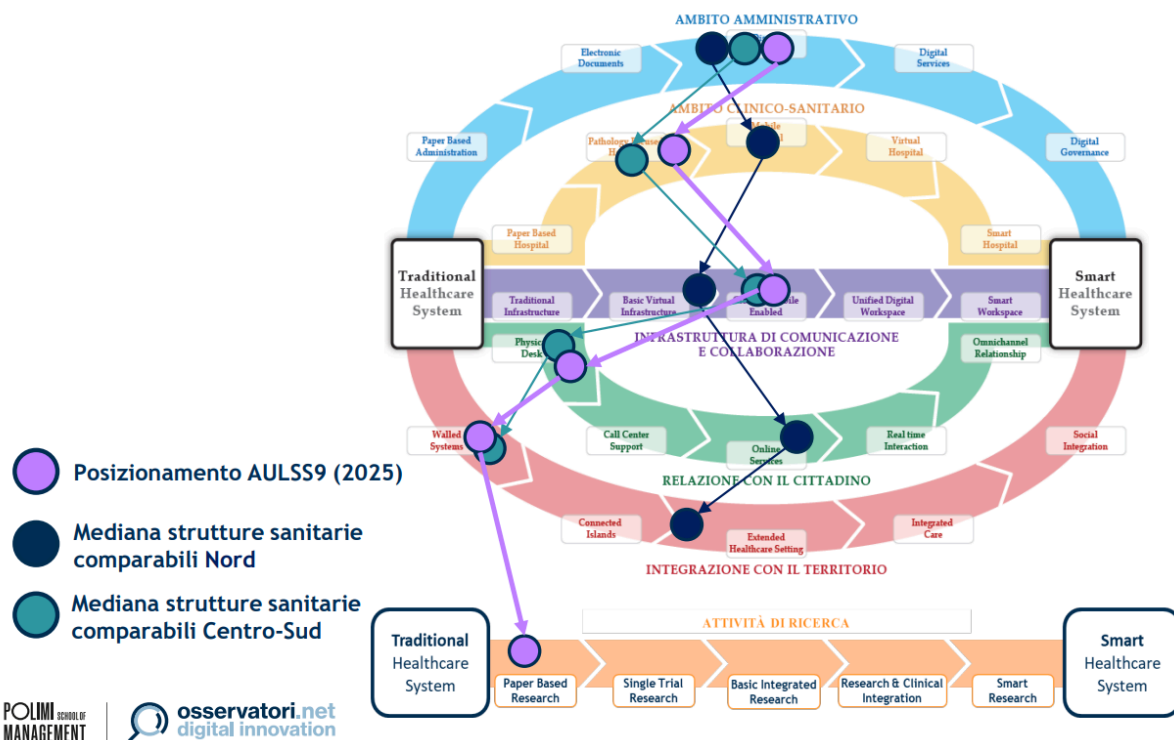 AMBITO AMMINISTRATIVO
Electronic
Documents
Digital
Services
AMBITO CLINICO-SANITARIO
Paper Based
Administration
Pathology
Mobile
Virtual
Hospital
Digital
Governance
Paper Based
Hospital
Smart
Hospital
Traditional
Healthcare
System
Smart
Healthcare
System
Traditional
Infrastructure
Basic Virtual
Infrastructure
Enabled
Unified Digital
Workspace
Smart
Workspace
INFRASTRUTTURA DI COMUNICAZIONE
E COLLABORAZIONE
Desk
Omnichannel
Relationship
Walled
Systems
Call Center
Support
Online
Services
Real time
Interaction
Social
Integration
RELAZIONE CON IL CITTADINO
Connected
Islands
Extended
Healthcare Setting
Integrated
Care
INTEGRAZIONE CON IL TERRITORIO
Posizionamento AULSS9 (2025)
Mediana strutture sanitarie
comparabili Nord
Mediana strutture sanitarie
comparabili Centro-Sud
ATTIVITÀ DI RICERCA
Traditional
Healthcare
System
Smart
Healthcare
System
Paper Based
Research
Single Trial
Research
Basic Integrated
Research
Research & Clinical
Integration
Smart
Research
POLIMI SCHOOL OF
MANAGEMENT
osservatori.net
digital innovation